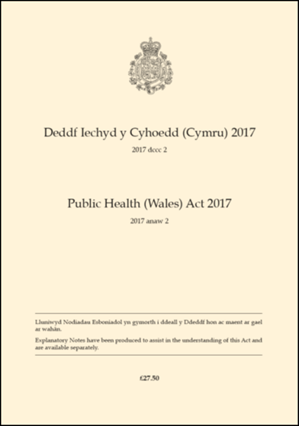 Deddf Iechyd y Cyhoedd (Cymru) 2017
2017 dccc 2
Public Health (Wales) Act 2017
2017 anaw 2
Lluniwyd Nodiadau Esboniadol yn gymorth i ddeall y Ddeddf hon ac maent ar gael
ar wahân.
Explanatory Notes have been produced to assist in the understanding of this Act and
are available separately.
£27.50